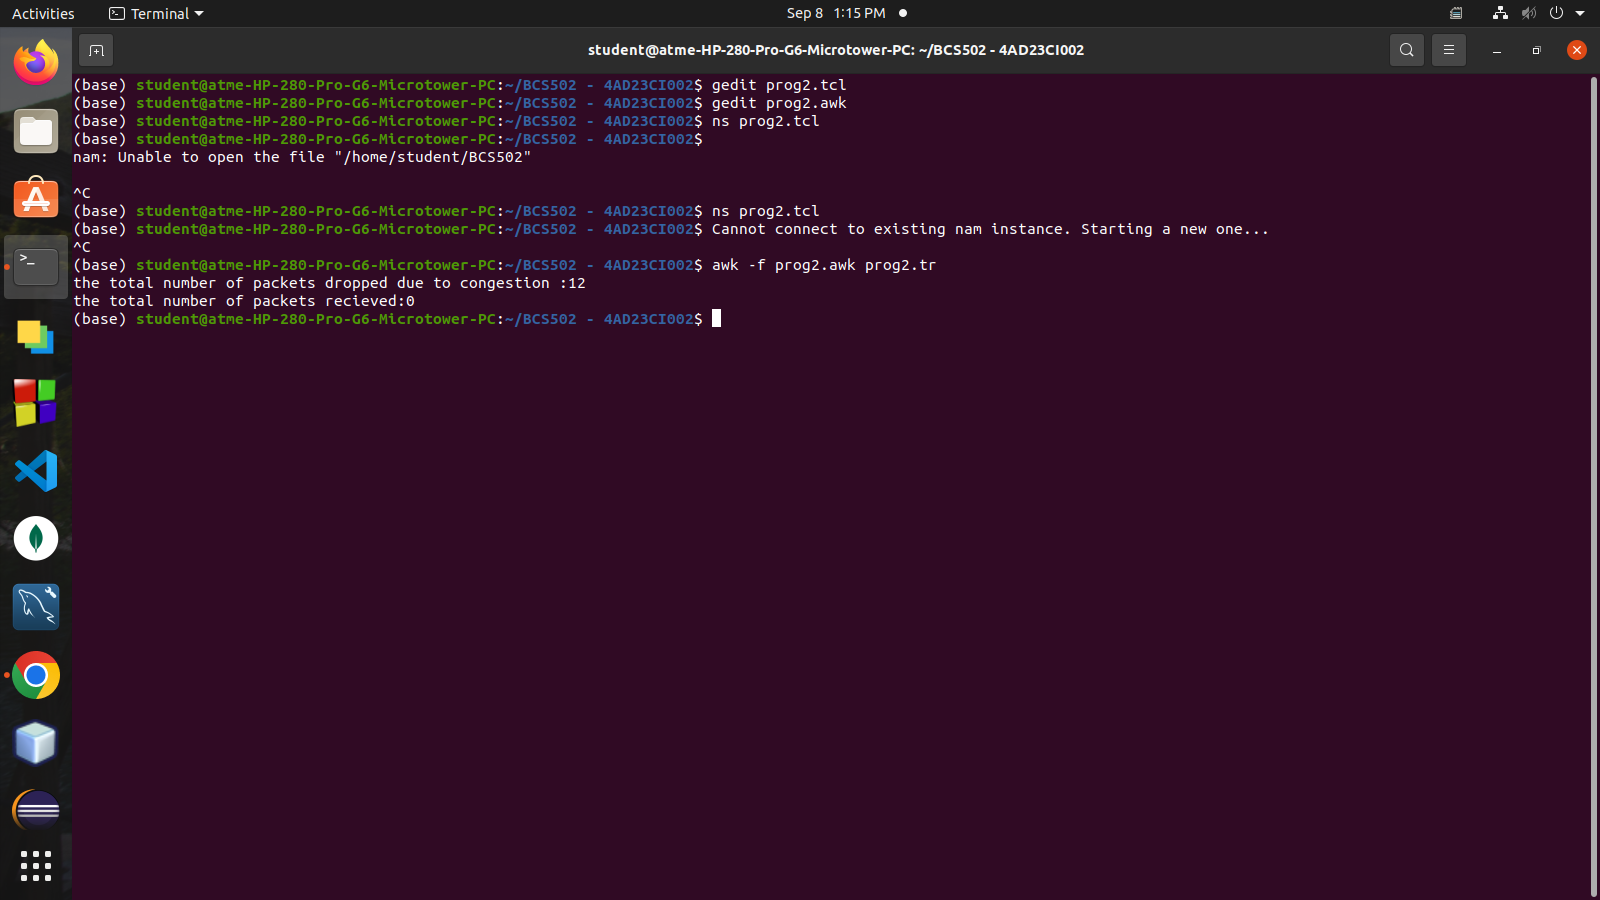 Activities Terminal Sep 8 1:15 PM
student@atme-HP-280-Pro-G6-Microtower-PC: ~/BCS502 - 4AD23CI002
(base) student@atme-HP-280-Pro-G6-Microtower-PC:~/BCS502 - 4AD23CI002$ gedit prog2.tcl
(base) student@atme-HP-280-Pro-G6-Microtower-PC:~/BCS502 - 4AD23CI002$ gedit prog2.awk
(base) student@atme-HP-280-Pro-G6-Microtower-PC:~/BCS502 - 4AD23CI002$ ns prog2.tcl
(base) student@atme-HP-280-Pro-G6-Microtower-PC:~/BCS502 - 4AD23CI002$
nam: Unable to open the file "/home/student/BCS502"
^C
(base) student@atme-HP-280-Pro-G6-Microtower-PC:~/BCS502 - 4AD23CI002$ ns prog2.tcl
(base) student@atme-HP-280-Pro-G6-Microtower-PC:~/BCS502 - 4AD23CI002$ Cannot connect to existing nam instance. Starting a new one...
^C
(base) student@atme-HP-280-Pro-G6-Microtower-PC:~/BCS502 - 4AD23CI002$ awk -f prog2.awk prog2.tr
the total number of packets dropped due to congestion :12
the total number of packets recieved:0
(base) student@atme-HP-280-Pro-G6-Microtower-PC:~/BCS502 - 4AD23CI002$